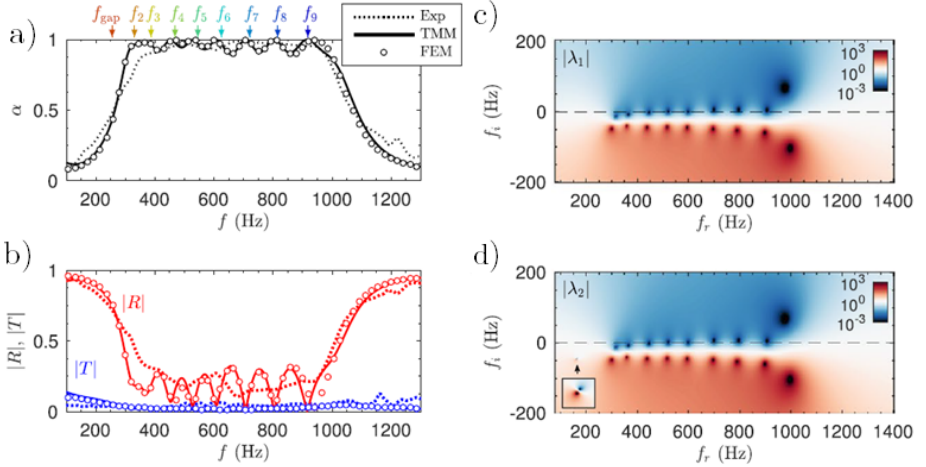 a)
f_gap f_2 f_3 f_4 f_5 f_6 f_7 f_8 f_9
Exp
TMM
FEM
1
0.5
0
α
200 400 600 800 1000 1200
f (Hz)
b)
1
0.5
0
|R|, |T|
|R|
|T|
200 400 600 800 1000 1200
f (Hz)
c)
|λ_1|
10^3
10^0
10^-3
200
0
-200
f_i (Hz)
200 400 600 800 1000 1200 1400
f_r (Hz)
d)
|λ_2|
10^3
10^0
10^-3
200
0
-200
f_i (Hz)
200 400 600 800 1000 1200 1400
f_r (Hz)